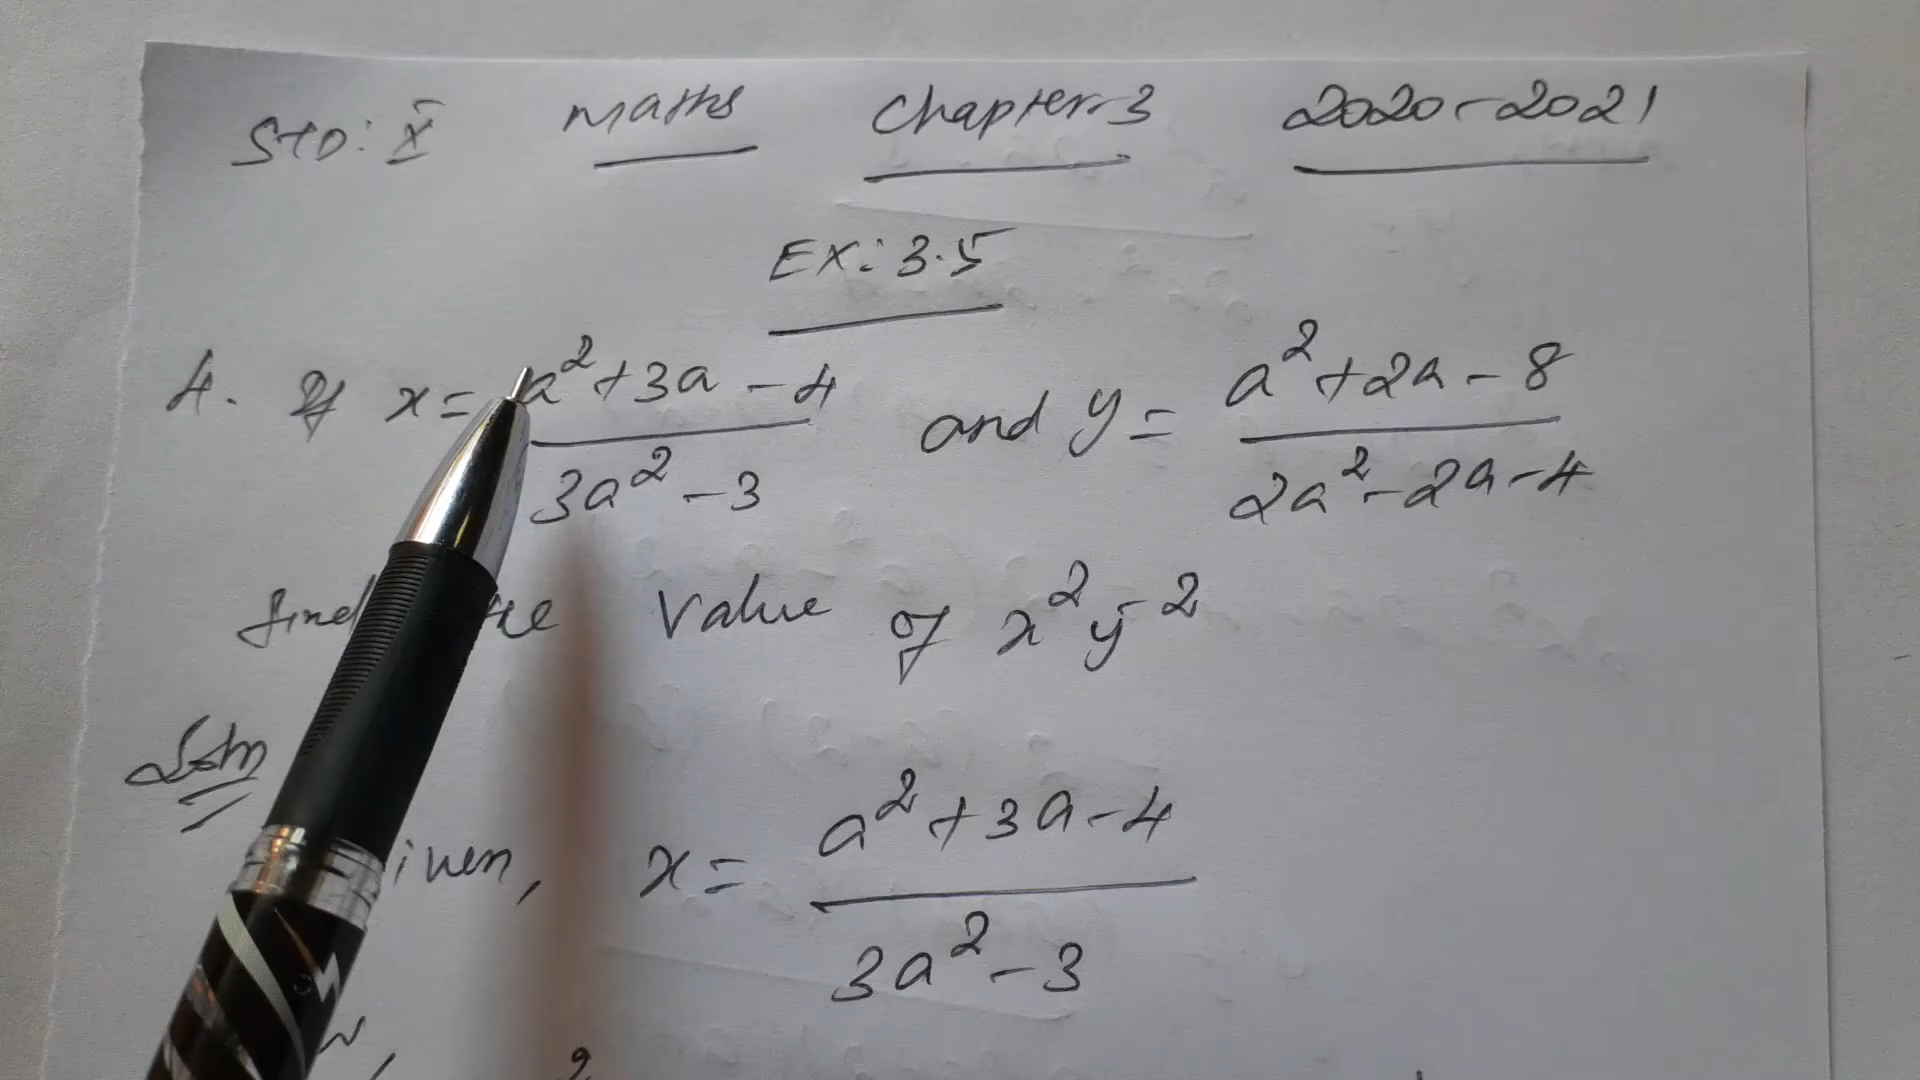 STD: X maths Chapter-3 2020-2021
EX: 3.5
4. If x = a²+3a-4 / 3a²-3 and y = a²+2a-8 / 2a²-2a-4
find the value of x²y⁻²
Soln
Given, x = a²+3a-4 / 3a²-3